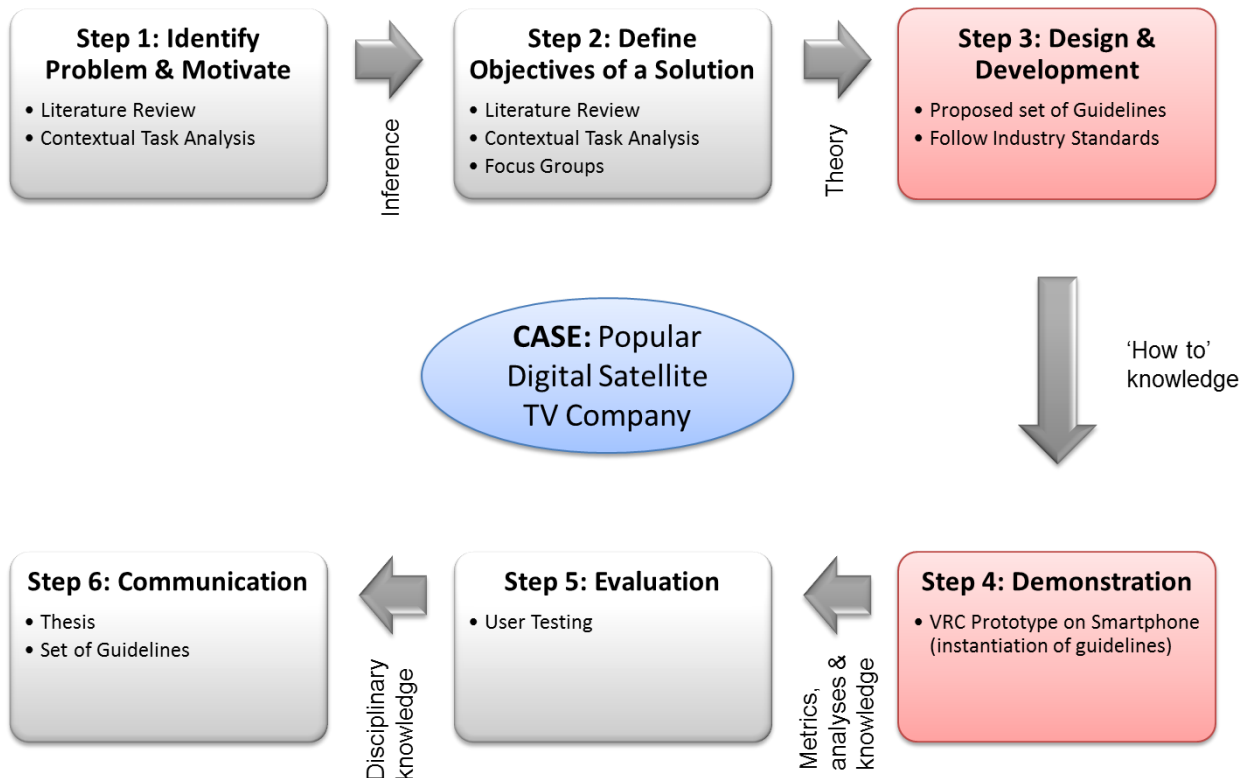 Step 1: Identify
Problem & Motivate
• Literature Review
• Contextual Task Analysis
Inference
Step 2: Define
Objectives of a Solution
• Literature Review
• Contextual Task Analysis
• Focus Groups
Theory
Step 3: Design &
Development
• Proposed set of Guidelines
• Follow Industry Standards
CASE: Popular
Digital Satellite
TV Company
‘How to’
knowledge
Step 4: Demonstration
• VRC Prototype on Smartphone
(instantiation of guidelines)
Metrics,
analyses &
knowledge
Step 5: Evaluation
• User Testing
Disciplinary
knowledge
Step 6: Communication
• Thesis
• Set of Guidelines